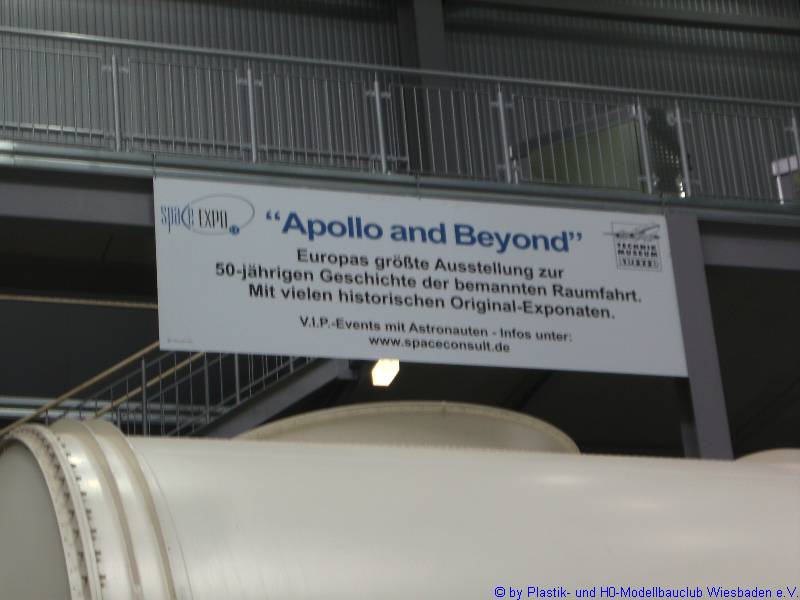 space EXPO
"Apollo and Beyond"
TECHNIK
MUSEUM
SPEYER
Europas größte Ausstellung zur
50-jährigen Geschichte der bemannten Raumfahrt.
Mit vielen historischen Original-Exponaten.
V.I.P.-Events mit Astronauten - Infos unter:
www.spaceconsult.de
© by Plastik- und H0-Modellbauclub Wiesbaden e.V.